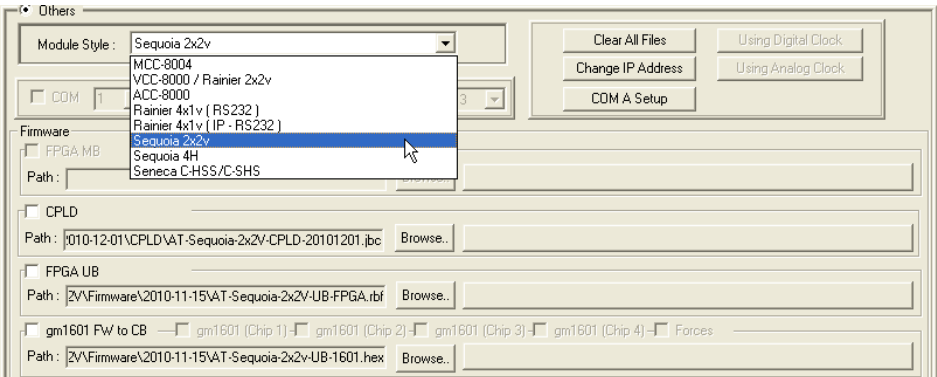 Others
Module Style : Sequoia 2x2v
MCC-8004
VCC-8000 / Rainier 2x2v
ACC-8000
Rainier 4x1v ( RS232 )
Rainier 4x1v ( IP - RS232 )
Sequoia 2x2v
Sequoia 4H
Seneca C-HSS/C-SHS
Clear All Files Using Digital Clock
Change IP Address Using Analog Clock
COM A Setup
COM 1 3
Firmware
FPGA MB
Path :
CPLD
Path : 2010-12-01\CPLD\AT-Sequoia-2x2V-CPLD-20101201.jbc Browse..
FPGA UB
Path : 2V\Firmware\2010-11-15\AT-Sequoia-2x2V-UB-FPGA.rbf Browse..
gm1601 FW to CB gm1601 (Chip 1) gm1601 (Chip 2) gm1601 (Chip 3) gm1601 (Chip 4) Forces
Path : 2V\Firmware\2010-11-15\AT-Sequoia-2x2v-UB-1601.hex Browse..